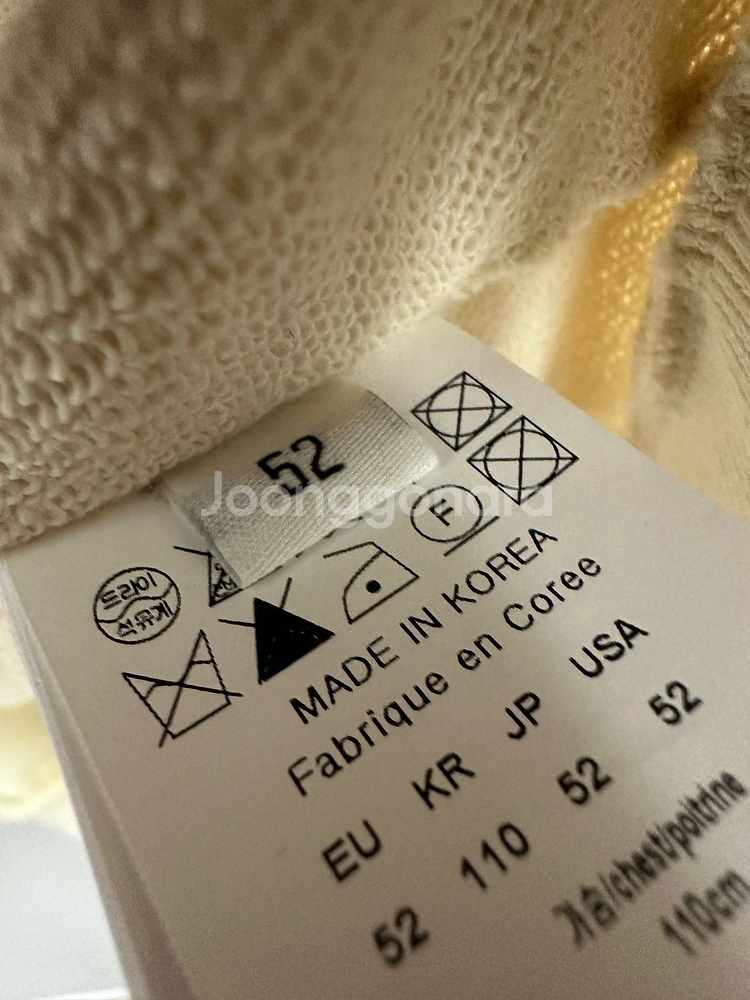 52
Joonggonara
드라이
석유계
F
MADE IN KOREA
Fabrique en Coree
EU KR JP USA
52 110 52 52
가슴/chest/poitrine
110cm